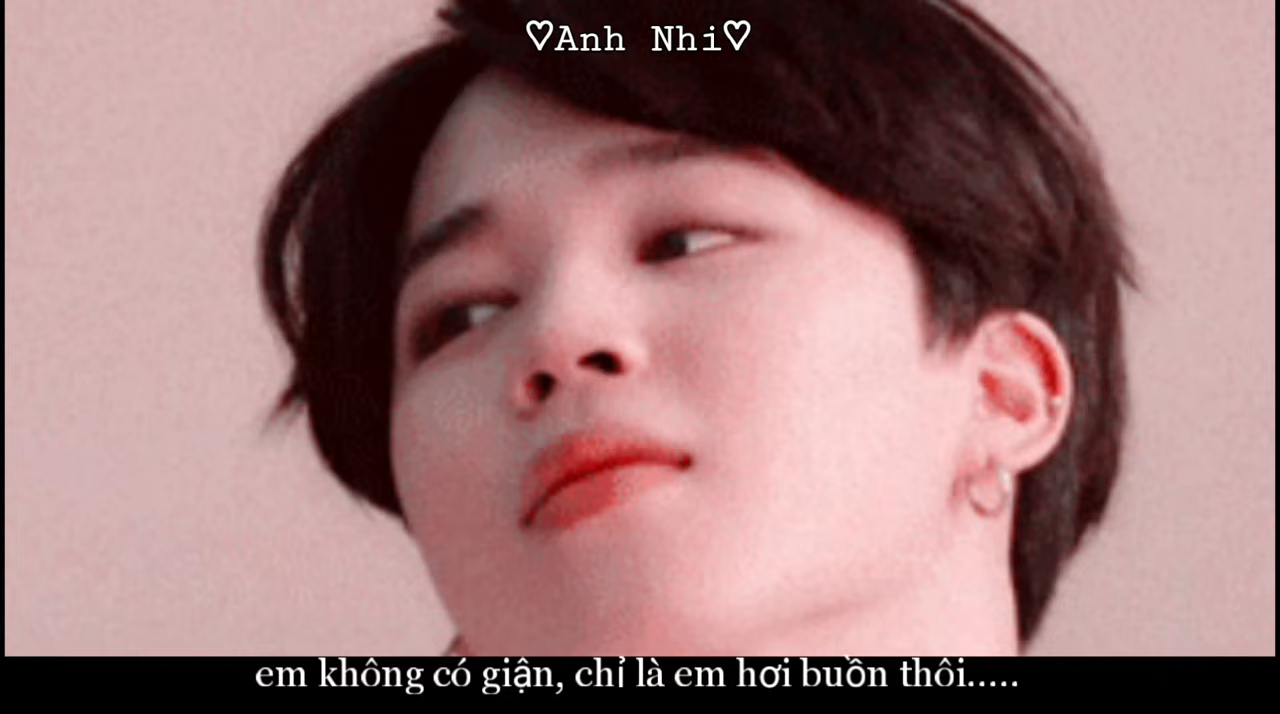 ♡Anh Nhi♡
em không có giận, chỉ là em hơi buồn thôi.....